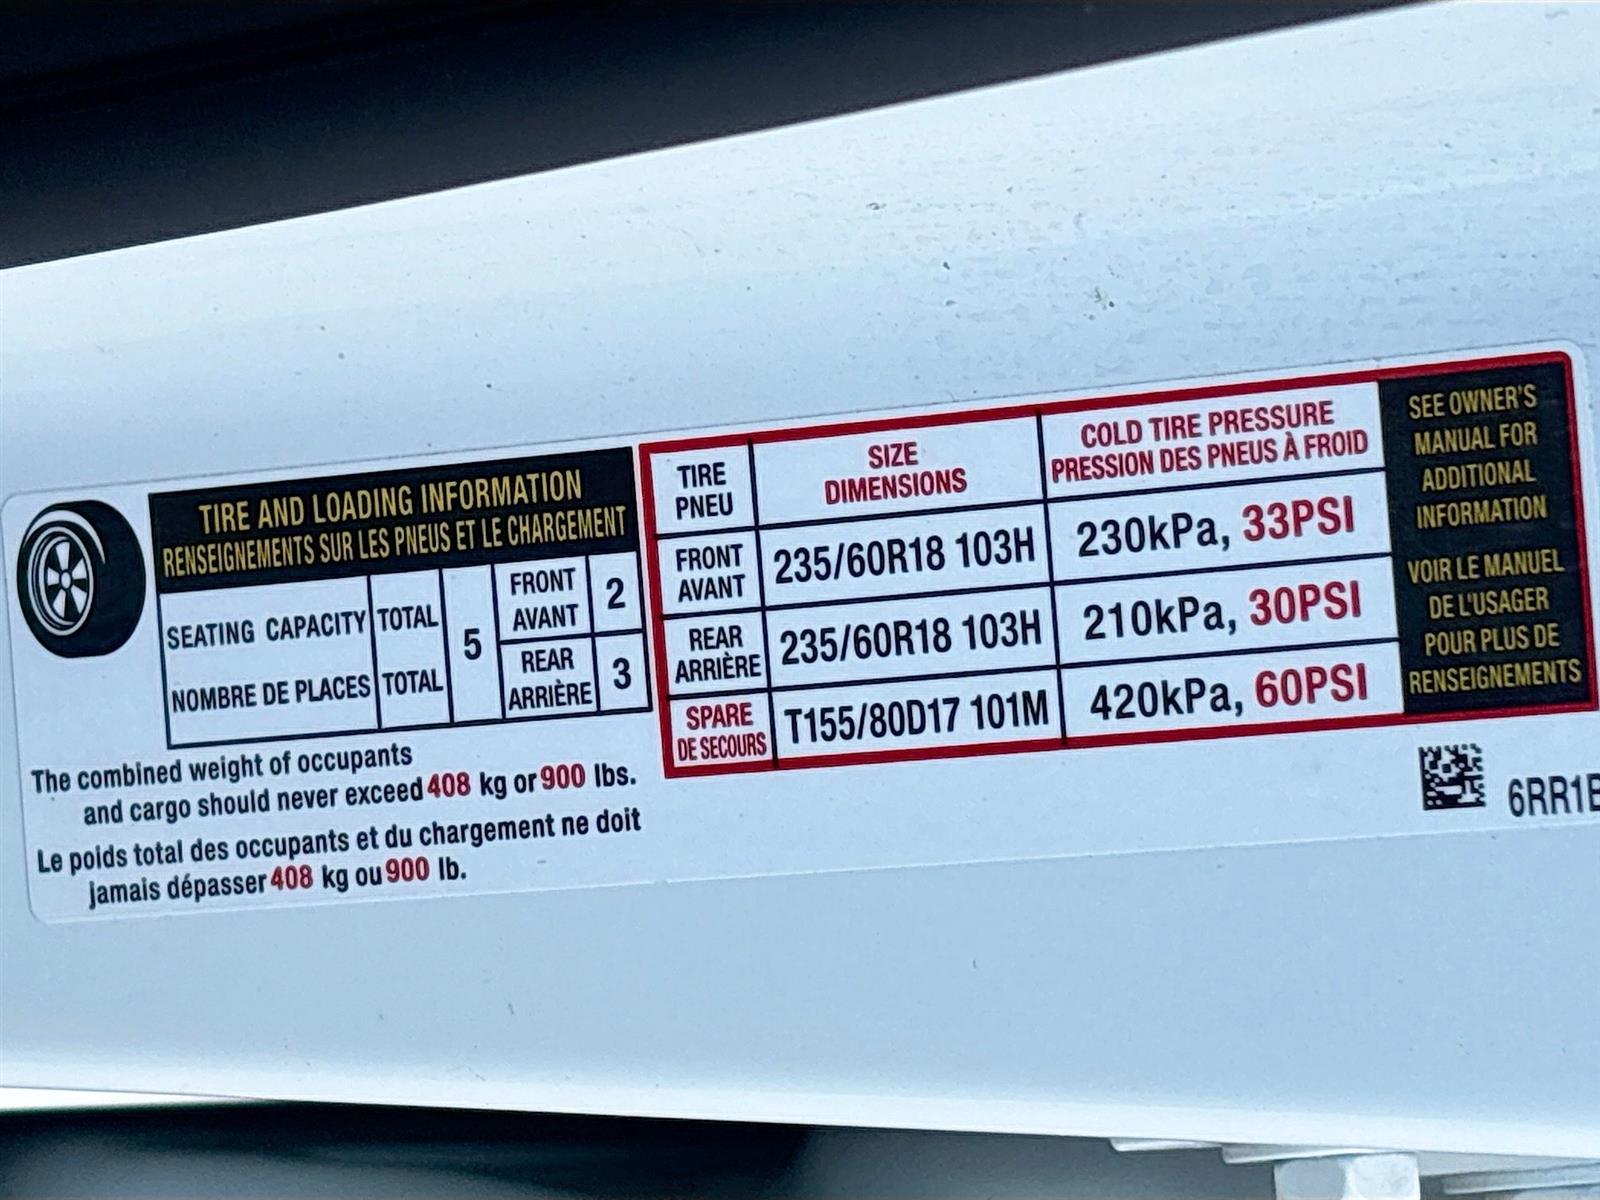 TIRE AND LOADING INFORMATION
RENSEIGNEMENTS SUR LES PNEUS ET LE CHARGEMENT
SEATING CAPACITY TOTAL
NOMBRE DE PLACES TOTAL
5
FRONT
AVANT
2
REAR
ARRIÈRE
3
The combined weight of occupants
and cargo should never exceed 408 kg or 900 lbs.
Le poids total des occupants et du chargement ne doit
jamais dépasser 408 kg ou 900 lb.
TIRE
PNEU
SIZE
DIMENSIONS
COLD TIRE PRESSURE
PRESSION DES PNEUS À FROID
FRONT
AVANT
235/60R18 103H
230kPa, 33PSI
REAR
ARRIÈRE
235/60R18 103H
210kPa, 30PSI
SPARE
DE SECOURS
T155/80D17 101M
420kPa, 60PSI
SEE OWNER'S
MANUAL FOR
ADDITIONAL
INFORMATION
VOIR LE MANUEL
DE L'USAGER
POUR PLUS DE
RENSEIGNEMENTS
6RR1